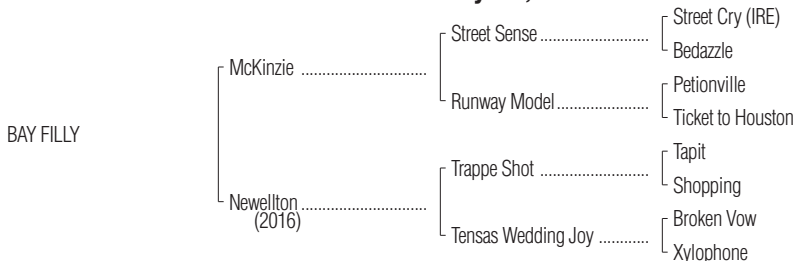 Street Cry (IRE)
Street Sense ..........................
Bedazzle
McKinzie ..............................
Petionville
Runway Model......................
Ticket to Houston
BAY FILLY
Tapit
Trappe Shot ..........................
Shopping
Newellton ..............................
(2016)
Broken Vow
Tensas Wedding Joy ............
Xylophone